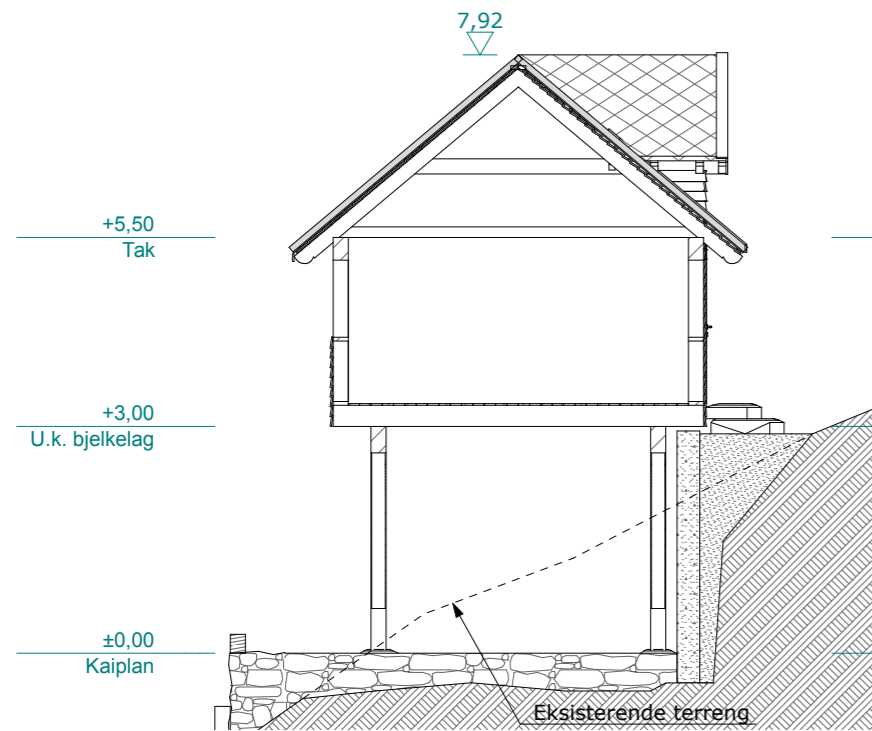 7,92
+5,50
Tak
+3,00
U.k. bjelkelag
±0,00
Kaiplan
Eksisterende terreng